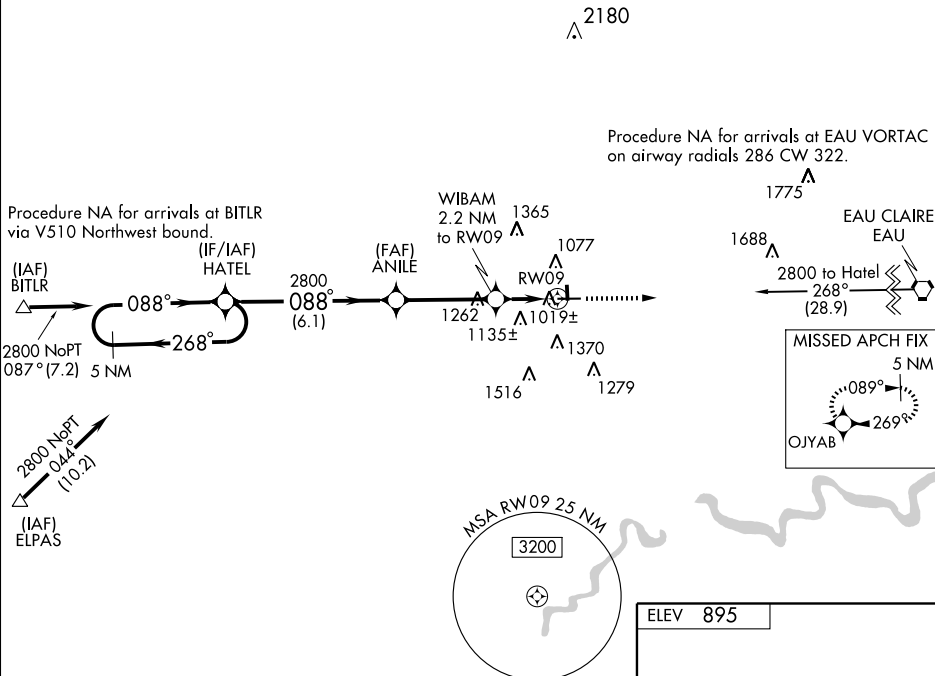 2180
Procedure NA for arrivals at EAU VORTAC
on airway radials 286 CW 322.
1775
Procedure NA for arrivals at BITLR
via V510 Northwest bound.
(IAF)
BITLR
2800 NoPT
087° (7.2)
5 NM
088°
268°
(IF/IAF)
HATEL
2800
088°
(6.1)
(FAF)
ANILE
WIBAM
2.2 NM
to RW09
1365
1077
RW09
1262
1135±
1019±
1370
1516
1279
1688
EAU CLAIRE
EAU
2800 to Hatel
268°
(28.9)
MISSED APCH FIX
5 NM
089°
269°
OJYAB
2800 NoPT
044°
(10.2)
(IAF)
ELPAS
MSA RW09 25 NM
3200
ELEV 895